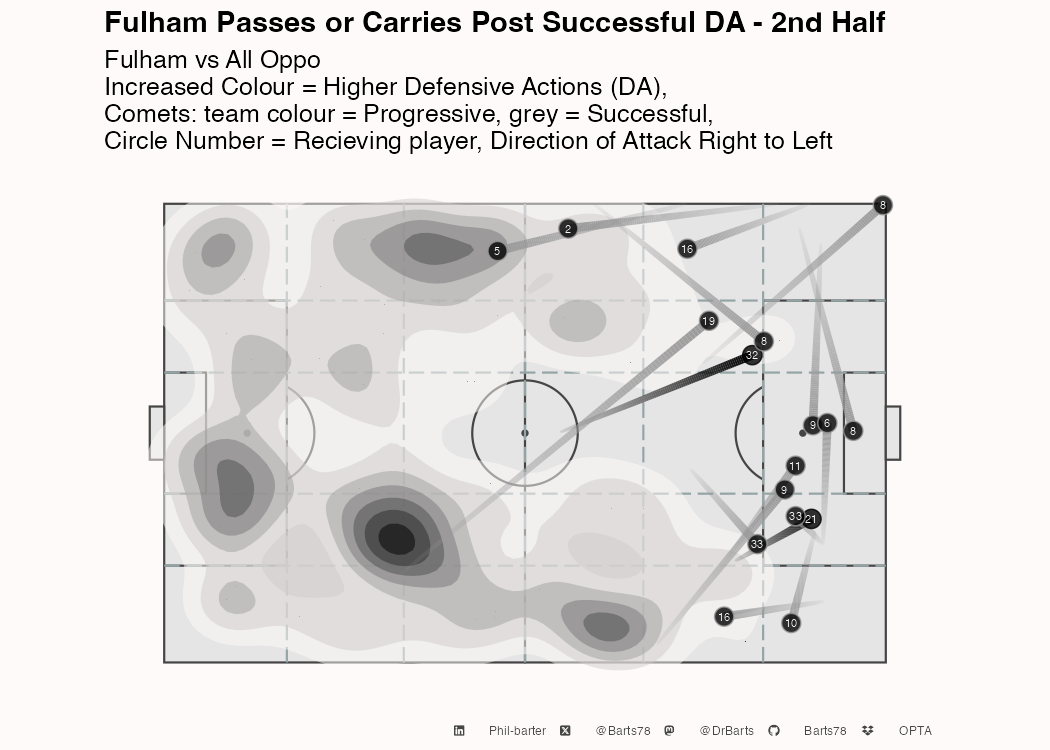 Fulham Passes or Carries Post Successful DA - 2nd Half
Fulham vs All Oppo
Increased Colour = Higher Defensive Actions (DA),
Comets: team colour = Progressive, grey = Successful,
Circle Number = Recieving player, Direction of Attack Right to Left
8
2
5
16
19
8
32
9
6
8
11
9
33
21
33
16
10
Phil-barter @Barts78 @DrBarts Barts78 OPTA